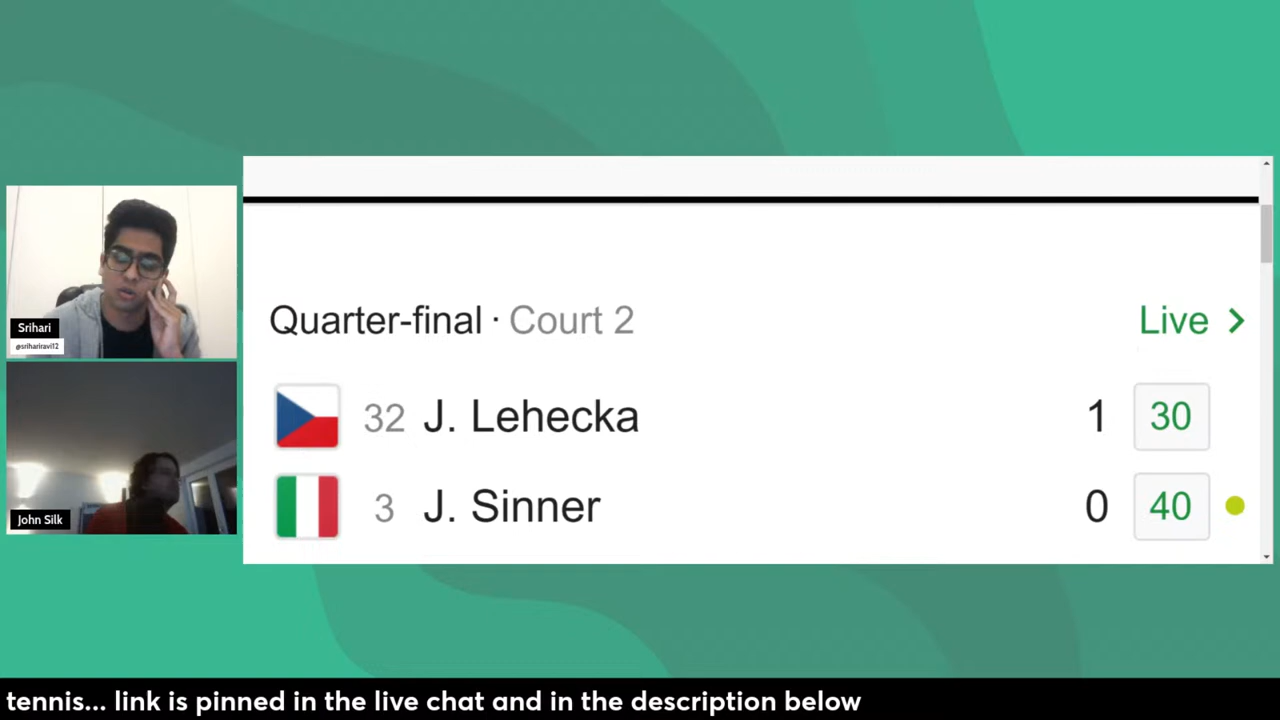 Quarter-final · Court 2
Live >
32 J. Lehecka 1 30
3 J. Sinner 0 40
Srihari
@srihariravi12
John Silk
tennis... link is pinned in the live chat and in the description below